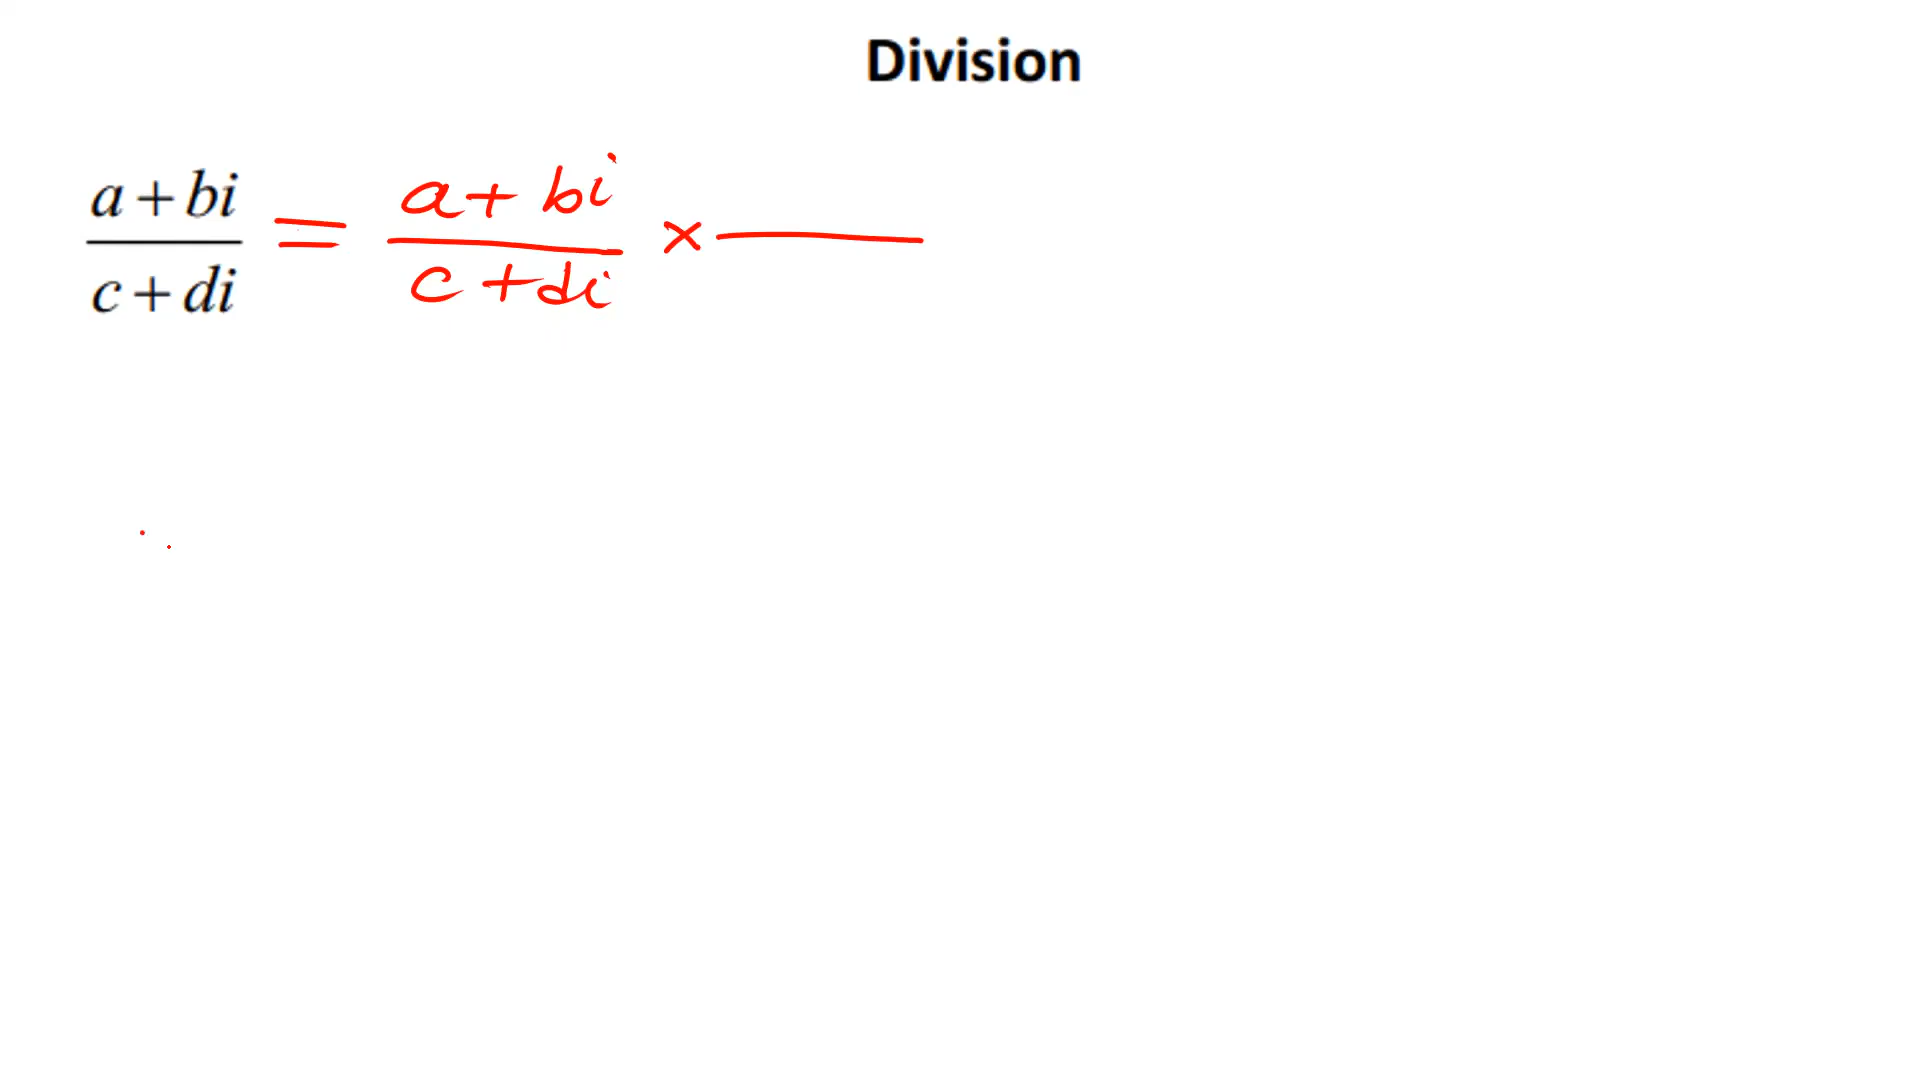 Division
a + bi / c + di = a + bi / c + di × ———